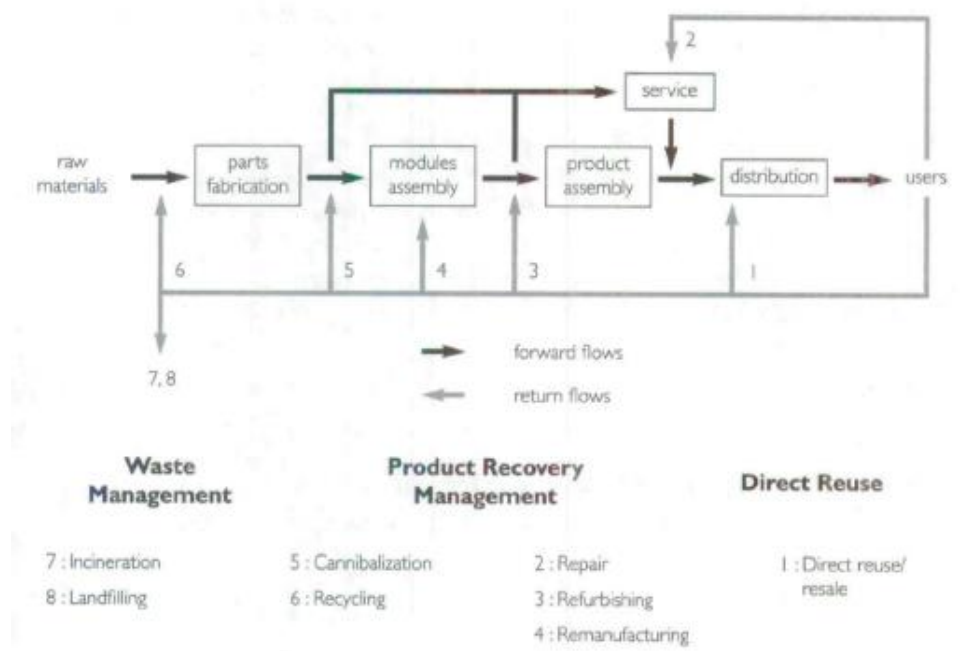 2
service
raw
materials
parts
fabrication
modules
assembly
product
assembly
distribution
users
6
5
4
3
1
7, 8
forward flows
return flows
Waste
Management
Product Recovery
Management
Direct Reuse
7 : Incineration
8 : Landfilling
5 : Cannibalization
6 : Recycling
2 : Repair
3 : Refurbishing
4 : Remanufacturing
1 : Direct reuse/
resale